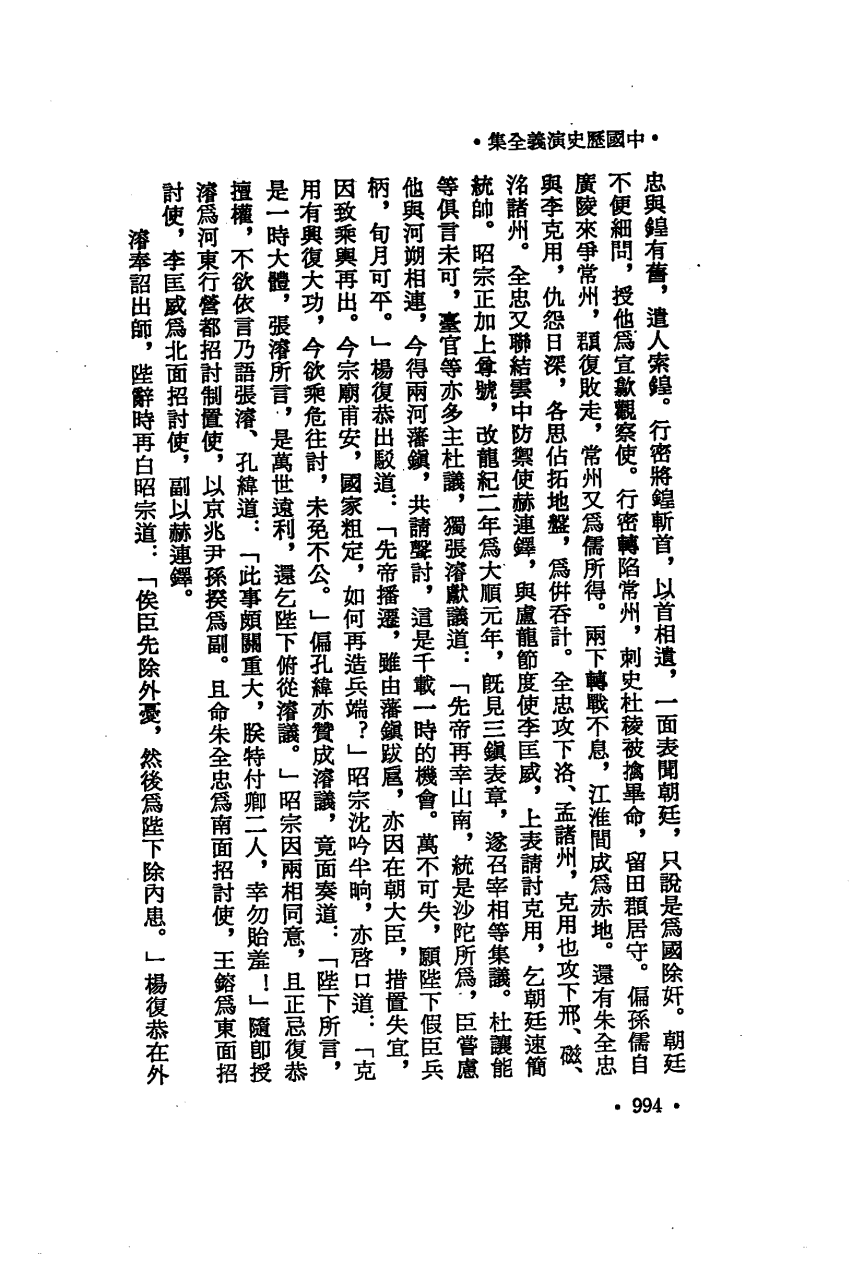 •中國歷史演義全集•
忠與鍠有舊，遣人索鍠。行密將鍠斬首，以首相遺，一面表聞朝廷，只說是爲國除奸。朝廷
不便細問，授他爲宣歙觀察使。行密轉陷常州，刺史杜稜被擒畢命，留田頵居守。偏孫儒自
廣陵來爭常州，頵復敗走，常州又爲儒所得。兩下轉戰不息，江淮間成爲赤地。還有朱全忠
與李克用，仇怨日深，各思佔拓地盤，爲併吞計。全忠攻下洛、孟諸州，克用也攻下邢、磁、
洺諸州。全忠又聯結雲中防禦使赫連鐸，與盧龍節度使李匡威，上表請討克用，乞朝廷速簡
統帥。昭宗正加上尊號，改龍紀二年爲大順元年，旣見三鎭表章，遂召宰相等集議。杜讓能
等俱言未可，臺官等亦多主杜議，獨張濬獻議道：「先帝再幸山南，統是沙陀所爲，臣嘗慮
他與河朔相連，今得兩河藩鎭，共請聲討，這是千載一時的機會。萬不可失，願陛下假臣兵
柄，旬月可平。」楊復恭出駁道：「先帝播遷，雖由藩鎭跋扈，亦因在朝大臣，措置失宜，
因致乘輿再出。今宗廟甫安，國家粗定，如何再造兵端？」昭宗沈吟半晌，亦啓口道：「克
用有興復大功，今欲乘危往討，未免不公。」偏孔緯亦贊成濬議，竟面奏道：「陛下所言，
是一時大體，張濬所言，是萬世遠利，還乞陛下俯從濬議。」昭宗因兩相同意，且正忌復恭
擅權，不欲依言乃語張濬、孔緯道：「此事頗關重大，朕特付卿二人，幸勿貽羞！」隨卽授
濬爲河東行營都招討制置使，以京兆尹孫揆爲副。且命朱全忠爲南面招討使，王鎔爲東面招
討使，李匡威爲北面招討使，副以赫連鐸。
濬奉詔出師，陛辭時再白昭宗道：「俟臣先除外憂，然後爲陛下除內患。」楊復恭在外
•994•